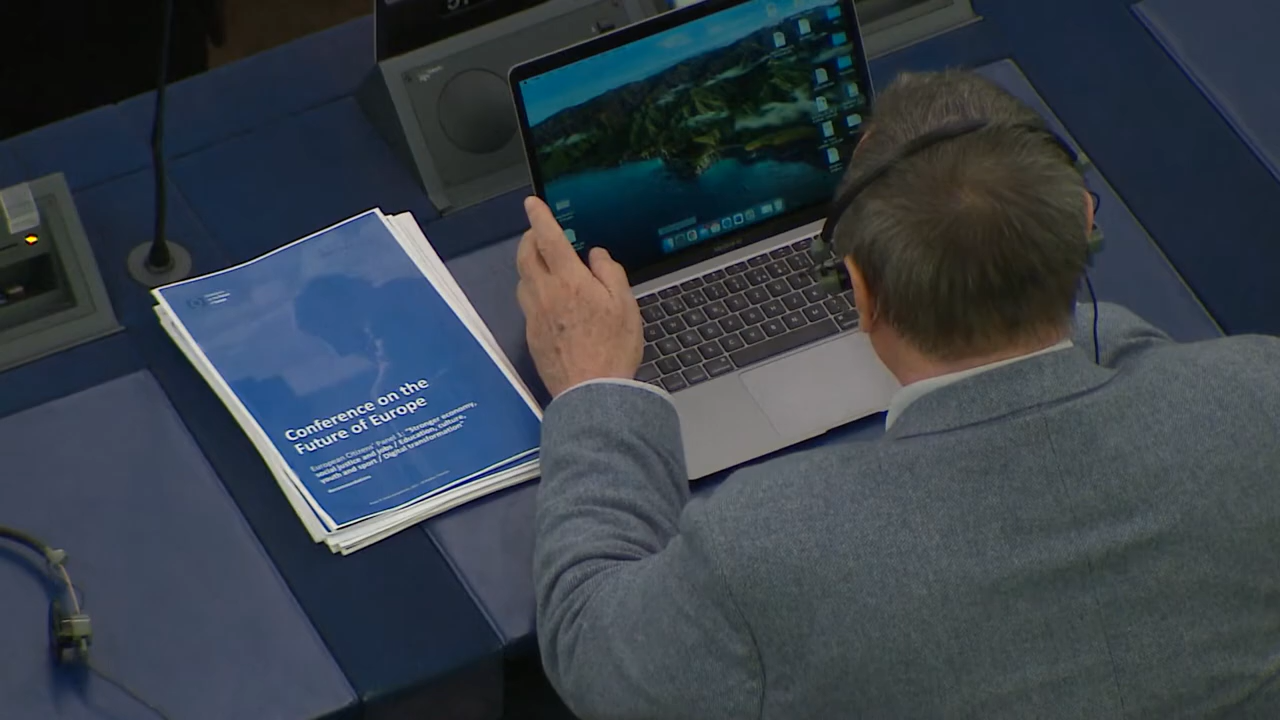 Conference on the
Future of Europe
European Citizens' Panel 1: "Stronger economy,
social justice and jobs / Education, culture,
youth and sport / Digital transformation"
Recommendations